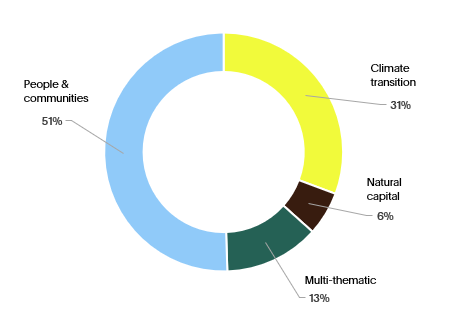 Climate
transition
31%
Natural
capital
6%
Multi-thematic
13%
People &
communities
51%